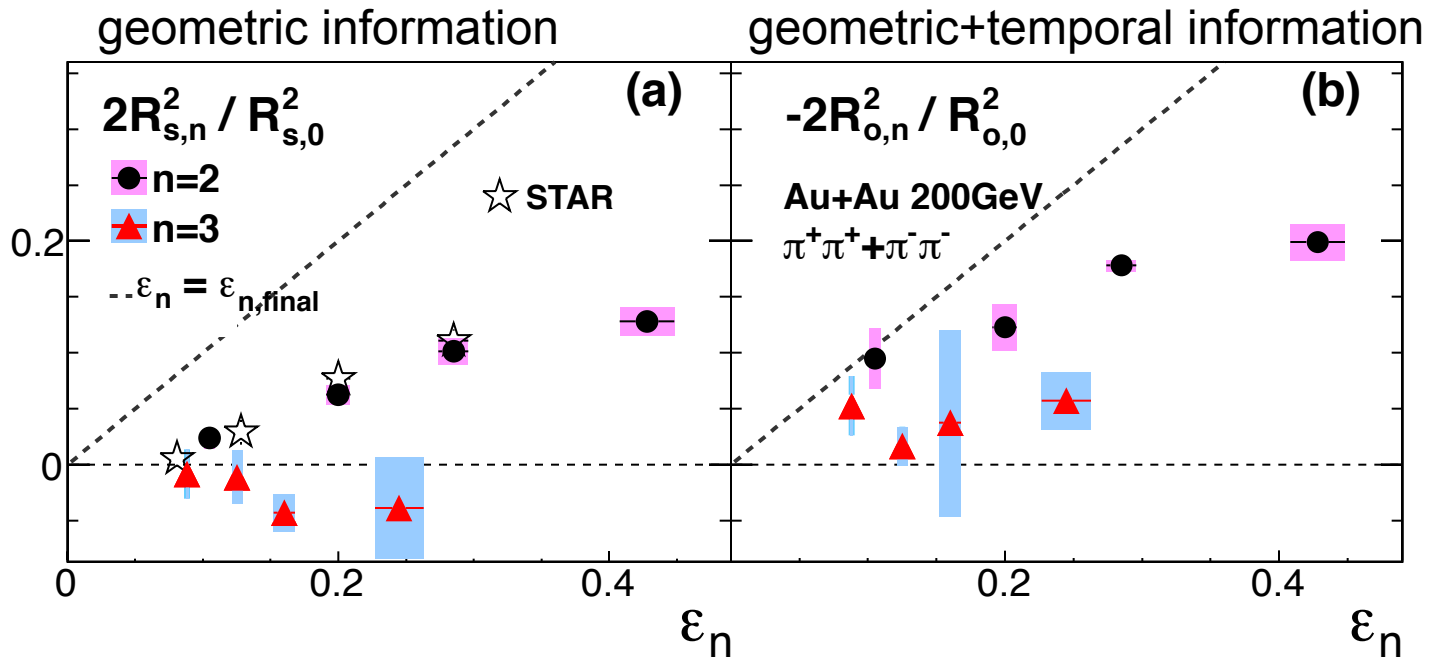 geometric information
geometric+temporal information
(a)
2R²s,n / R²s,0
n=2
n=3
εn = εn,final
STAR
(b)
-2R²o,n / R²o,0
Au+Au 200GeV
π⁺π⁺+π⁻π⁻
0.2
0
0
0.2
0.4
0.2
0.4
εn
εn